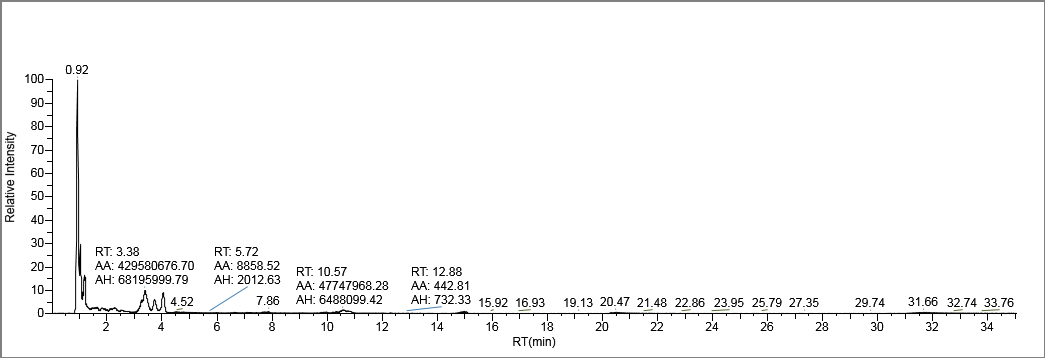 0.92
100
90
80
70
60
50
40
30
20
10
0
Relative Intensity
RT: 3.38
AA: 429580676.70
AH: 68195999.79
RT: 5.72
AA: 8858.52
AH: 2012.63
RT: 10.57
AA: 47747968.28
AH: 6488099.42
RT: 12.88
AA: 442.81
AH: 732.33
4.52 7.86 15.92 16.93 19.13 20.47 21.48 22.86 23.95 25.79 27.35 29.74 31.66 32.74 33.76
2 4 6 8 10 12 14 16 18 20 22 24 26 28 30 32 34
RT(min)